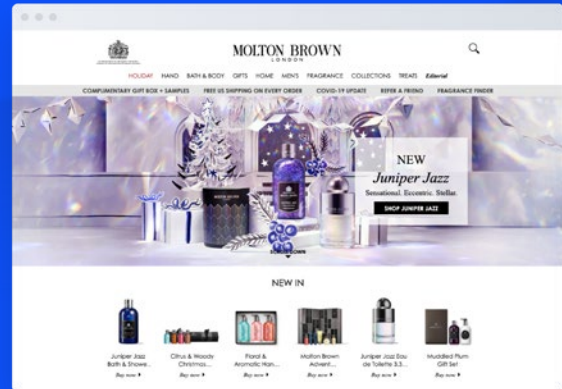 MOLTON BROWN
LONDON
HOLIDAY HAND BATH & BODY GIFTS HOME MEN'S FRAGRANCE COLLECTIONS TREATS Editorial
COMPLIMENTARY GIFT BOX + SAMPLES FREE US SHIPPING ON EVERY ORDER COVID-19 UPDATE REFER A FRIEND FRAGRANCE FINDER
NEW
Juniper Jazz
Sensational. Eccentric. Stellar.
SHOP JUNIPER JAZZ
MOLTON BROWN
NEW IN
Juniper Jazz Citrus & Woody Floral & Molton Brown Juniper Jazz Eau Muddled Plum
Bath & Showe... Christmas... Aromatic Han... Advent... de Toilette 3.3... Gift Set
Buy now Buy now Buy now Buy now Buy now Buy now